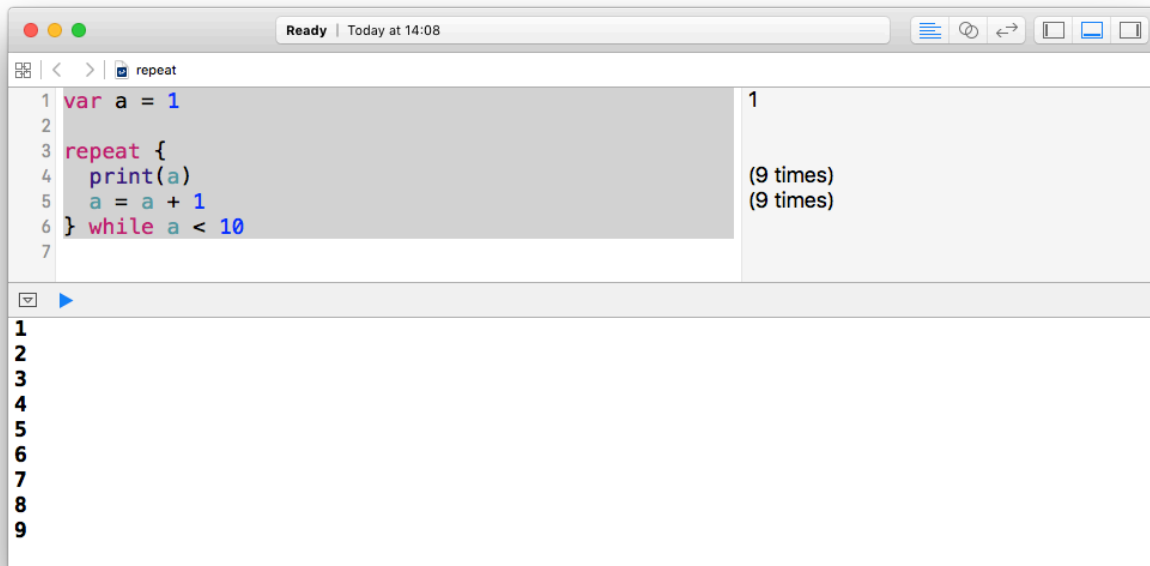 Ready | Today at 14:08
repeat
1 var a = 1
1
2
3 repeat {
4   print(a)
(9 times)
5   a = a + 1
(9 times)
6 } while a < 10
7
1
2
3
4
5
6
7
8
9